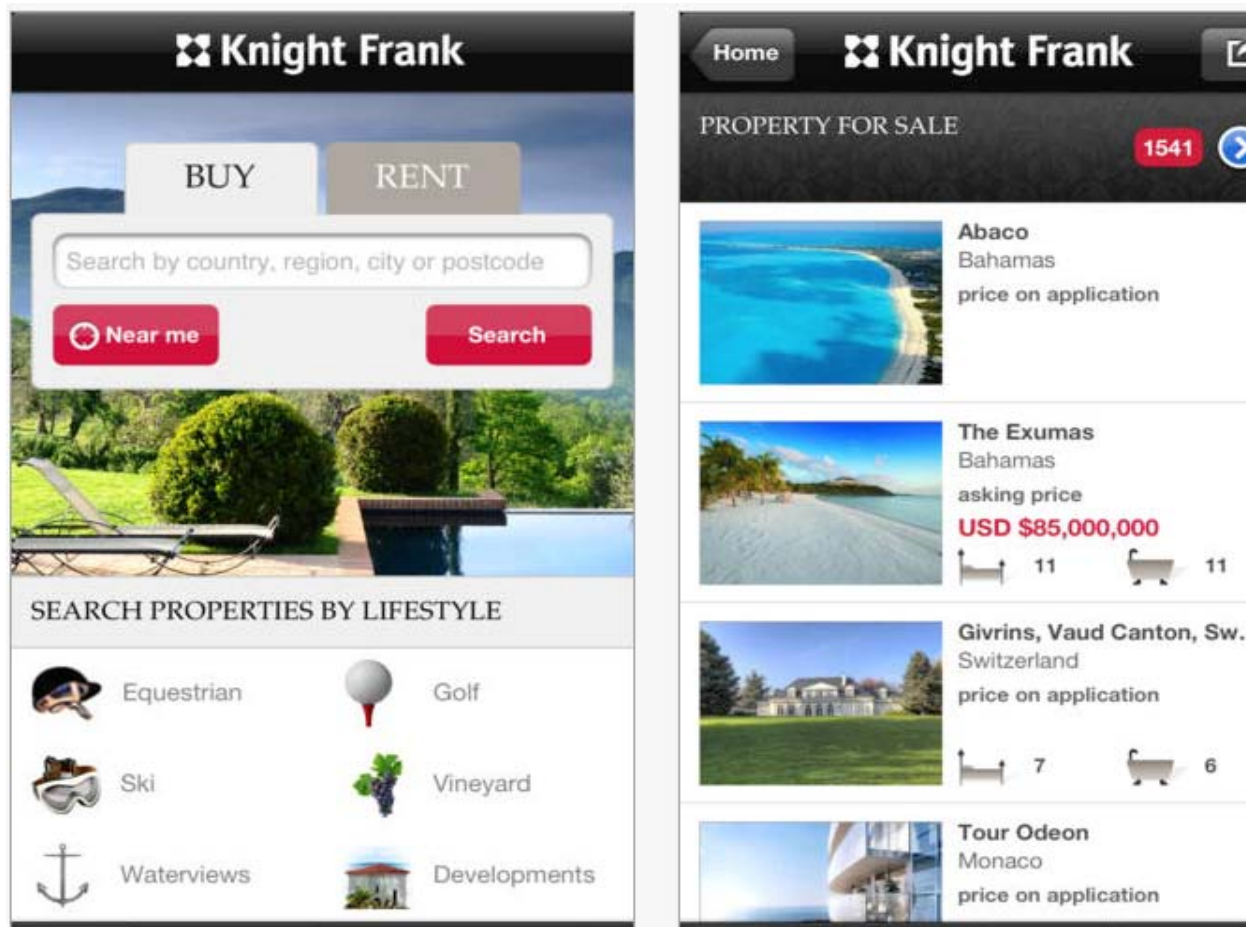 Knight Frank
BUY
RENT
Search by country, region, city or postcode
Near me
Search
SEARCH PROPERTIES BY LIFESTYLE
Equestrian
Golf
Ski
Vineyard
Waterviews
Developments
Home
Knight Frank
PROPERTY FOR SALE
1541
Abaco
Bahamas
price on application
The Exumas
Bahamas
asking price
USD $85,000,000
11
11
Givrins, Vaud Canton, Sw...
Switzerland
price on application
7
6
Tour Odeon
Monaco
price on application